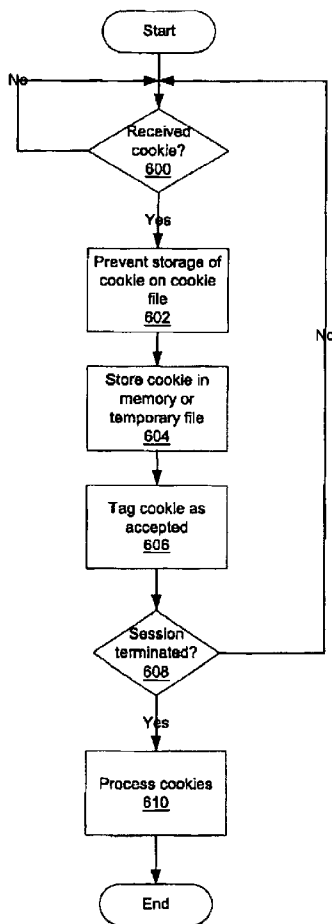 Start
No
Received
cookie?
600
Yes
Prevent storage of
cookie on cookie
file
602
No
Store cookie in
memory or
temporary file
604
Tag cookie as
accepted
606
Session
terminated?
608
Yes
Process cookies
610
End